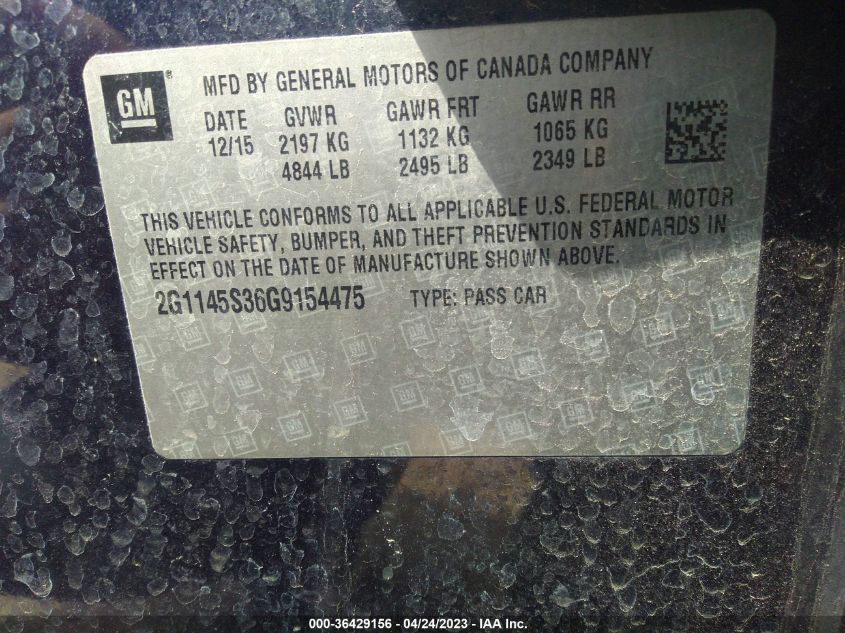 GM ® MFD BY GENERAL MOTORS OF CANADA COMPANY
DATE GVWR GAWR FRT GAWR RR
12/15 2197 KG 1132 KG 1065 KG
4844 LB 2495 LB 2349 LB
THIS VEHICLE CONFORMS TO ALL APPLICABLE U.S. FEDERAL MOTOR
VEHICLE SAFETY, BUMPER, AND THEFT PREVENTION STANDARDS IN
EFFECT ON THE DATE OF MANUFACTURE SHOWN ABOVE.
2G1145S36G9154475 TYPE: PASS CAR
000-36429156 - 04/24/2023 - IAA Inc.